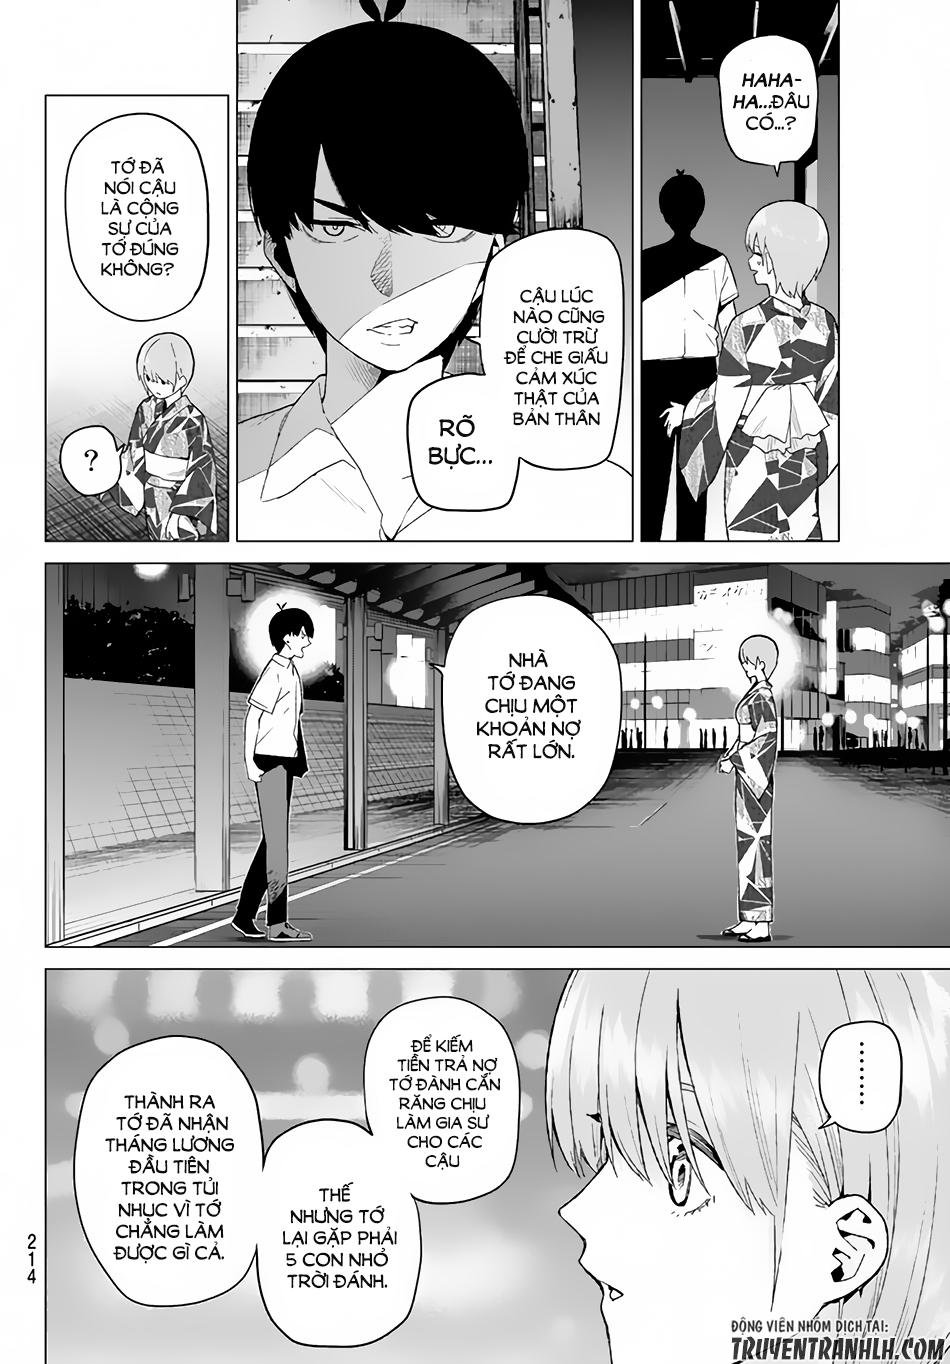 HAHA-
HA...ĐÂU
CÓ...?
CẬU LÚC
NÀO CŨNG
CƯỜI TRỪ
ĐỂ CHE GIẤU
CẢM XÚC
THẬT CỦA
BẢN THÂN
RÕ
BỰC...
TỚ ĐÃ
NÓI CẬU
LÀ CỘNG
SỰ CỦA
TỚ ĐÚNG
KHÔNG?
?
NHÀ
TỚ ĐANG
CHỊU MỘT
KHOẢN NỢ
RẤT LỚN.
........
ĐỂ KIẾM
TIỀN TRẢ NỢ
TỚ ĐÀNH CẮN
RĂNG CHỊU
LÀM GIA SƯ
CHO CÁC
CẬU
THẾ
NHƯNG TỚ
LẠI GẶP PHẢI
5 CON NHỎ
TRỜI ĐÁNH.
THÀNH RA
TỚ ĐÃ NHẬN
THÁNG LƯƠNG
ĐẦU TIÊN
TRONG TỦI
NHỤC VÌ TỚ
CHẲNG LÀM
ĐƯỢC GÌ CẢ.
214
ĐỘNG VIÊN NHÓM DỊCH TẠI:
TRUYENTRANHLH.COM